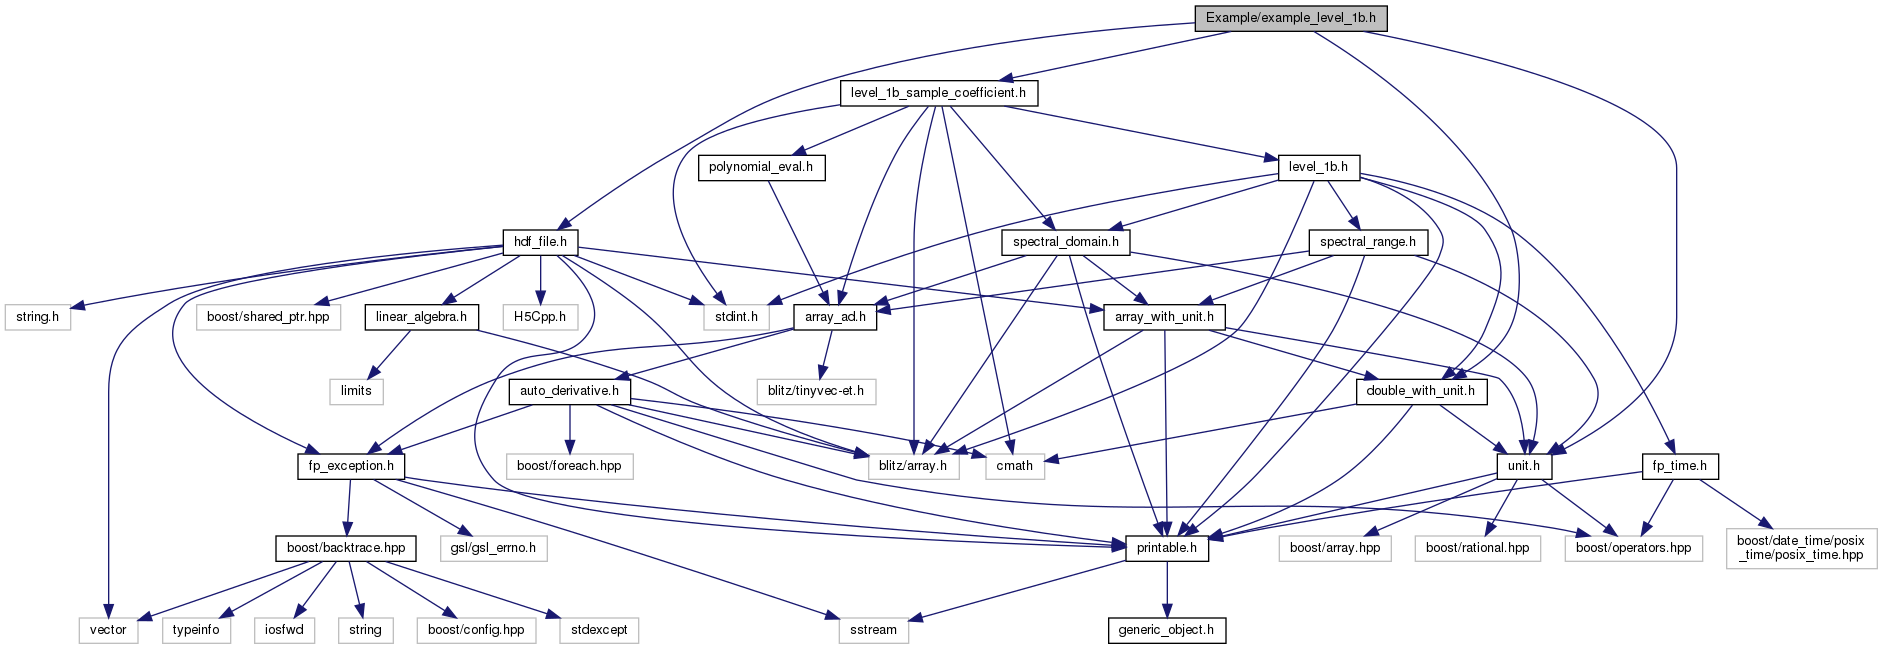 Example/example_level_1b.h
level_1b_sample_coefficient.h
polynomial_eval.h
level_1b.h
hdf_file.h
spectral_domain.h
spectral_range.h
string.h
boost/shared_ptr.hpp
linear_algebra.h
H5Cpp.h
stdint.h
array_ad.h
array_with_unit.h
limits
auto_derivative.h
blitz/tinyvec-et.h
double_with_unit.h
fp_exception.h
boost/foreach.hpp
blitz/array.h
cmath
unit.h
fp_time.h
boost/backtrace.hpp
gsl/gsl_errno.h
printable.h
boost/array.hpp
boost/rational.hpp
boost/operators.hpp
boost/date_time/posix
_time/posix_time.hpp
vector
typeinfo
iosfwd
string
boost/config.hpp
stdexcept
sstream
generic_object.h